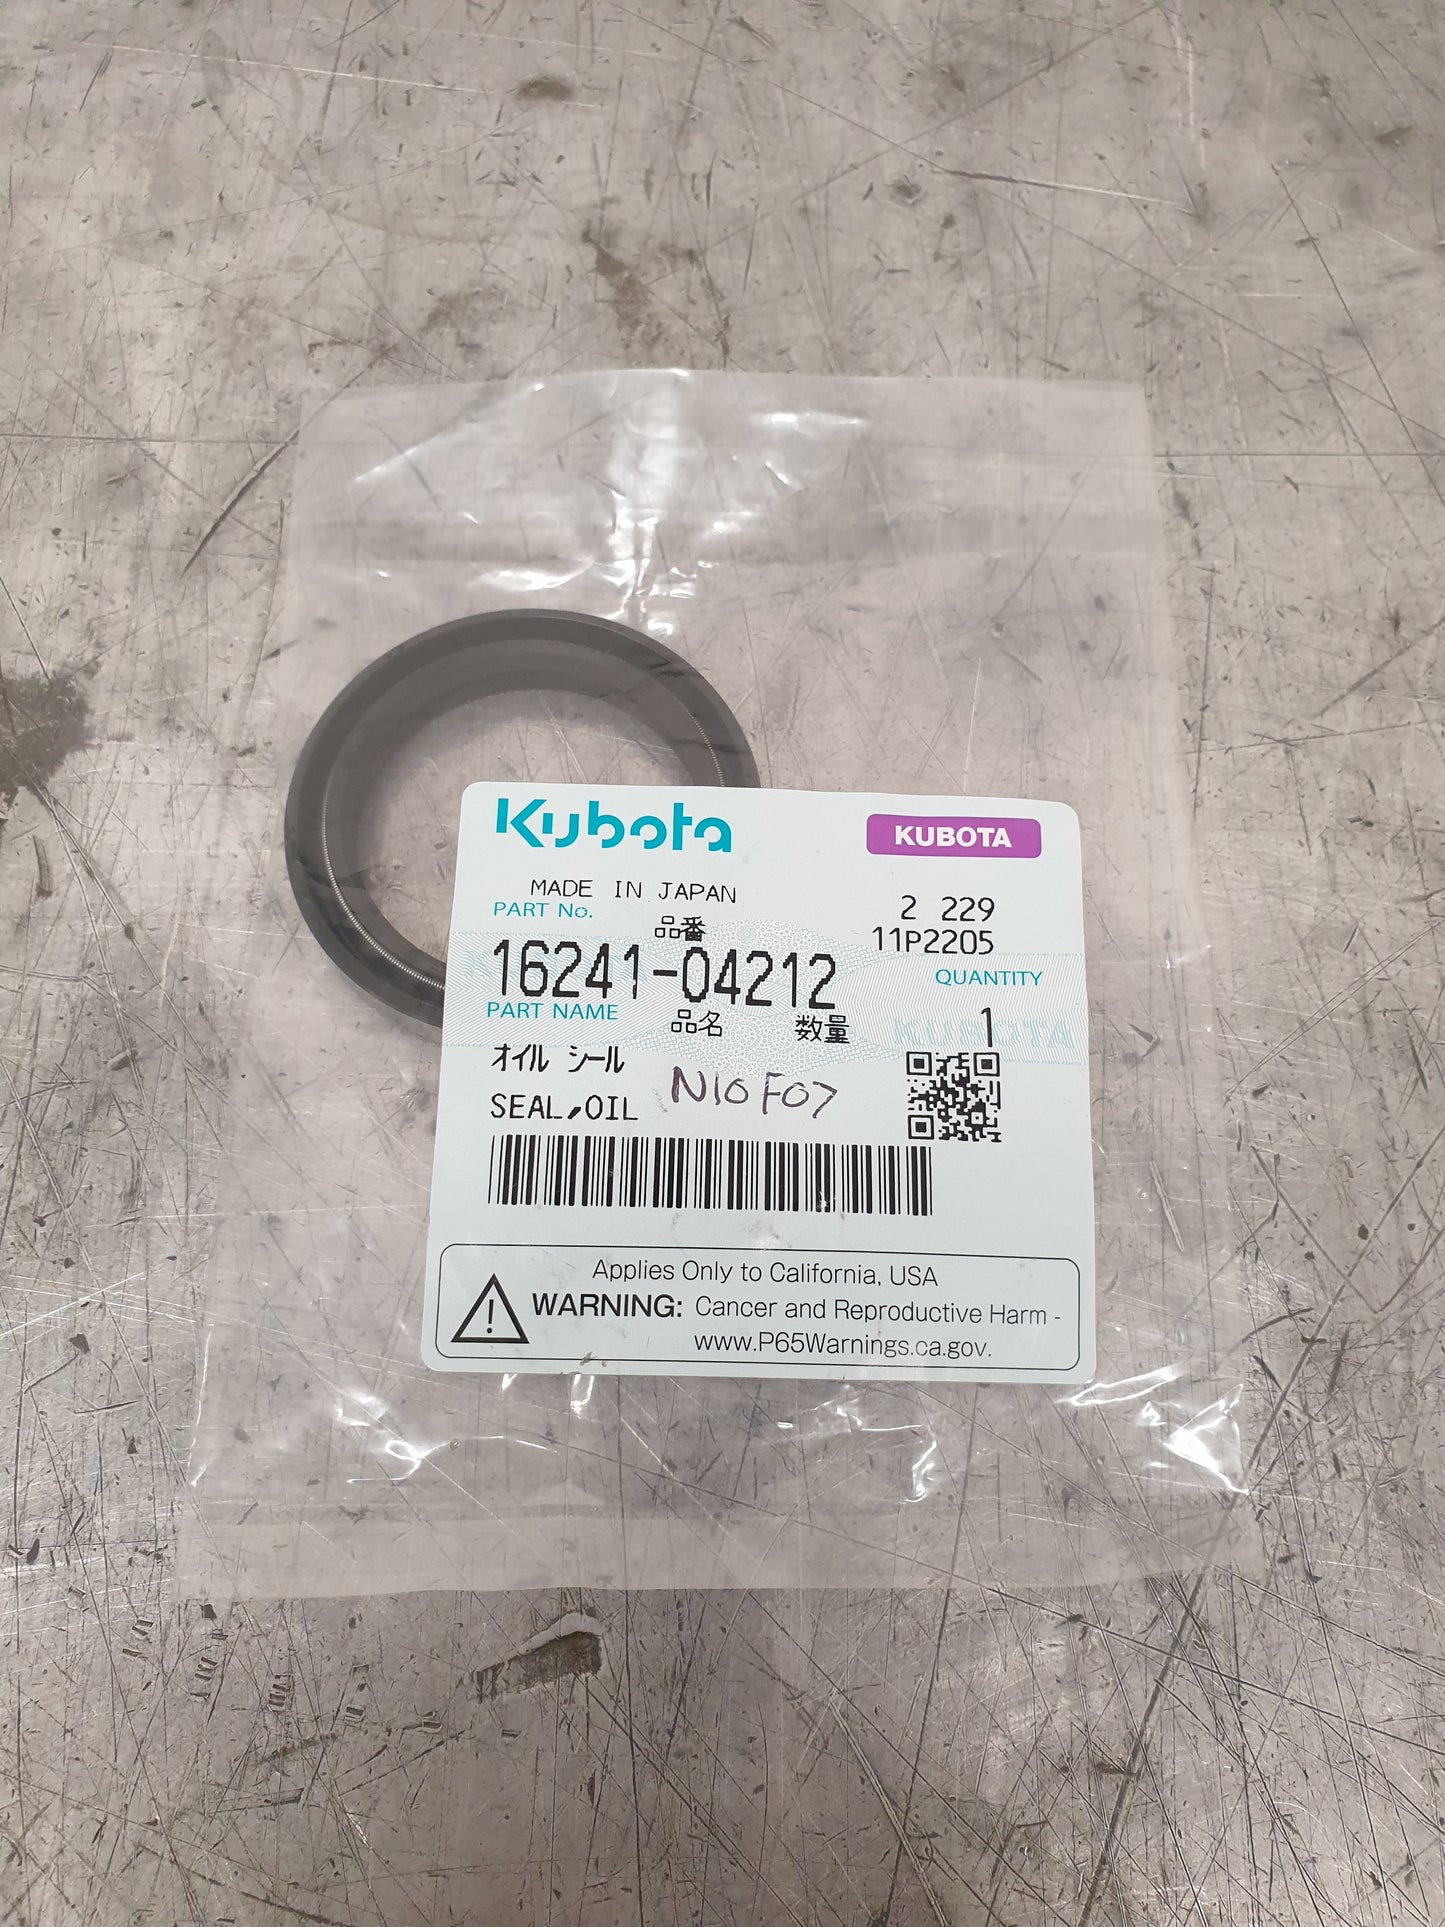 Kubota KUBOTA
MADE IN JAPAN
2 229
PART No. 品番
11P2205
16241-04212
QUANTITY
PART NAME 品名 数量
1
KUBOTA
オイル シール
SEAL,OIL
N10F07
Applies Only to California, USA
WARNING: Cancer and Reproductive Harm -
www.P65Warnings.ca.gov.